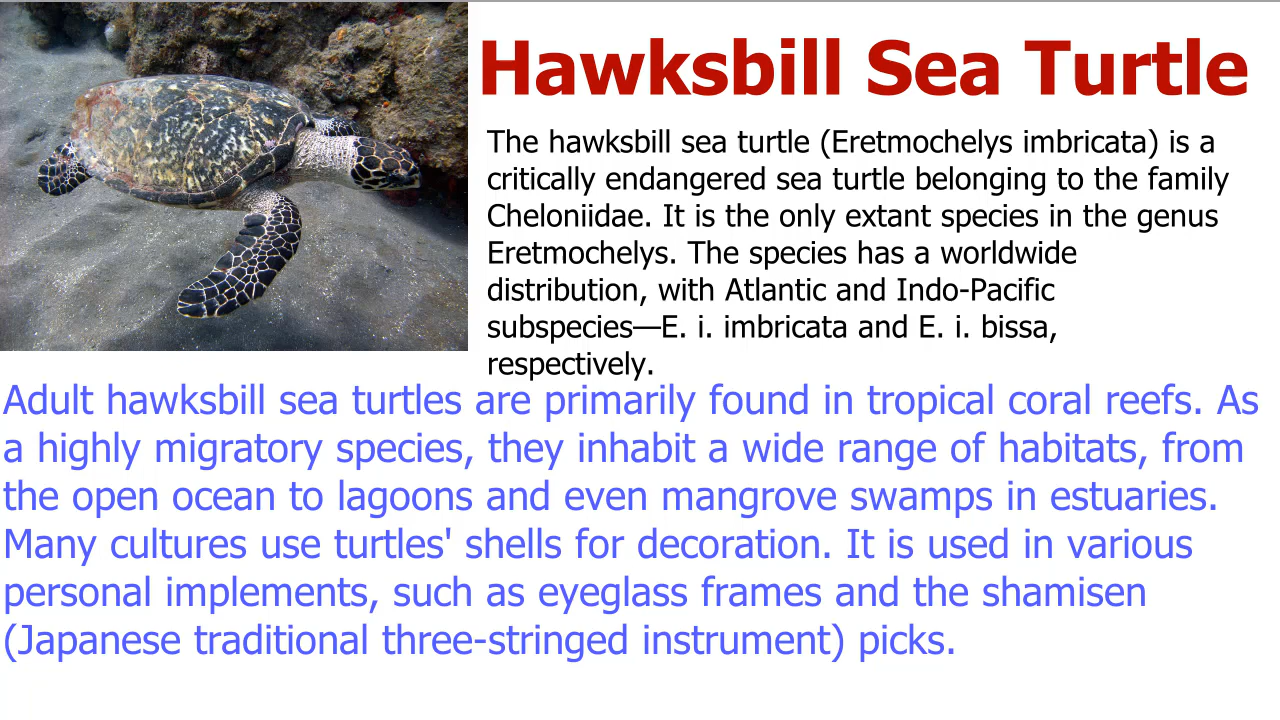 Hawksbill Sea Turtle
The hawksbill sea turtle (Eretmochelys imbricata) is a
critically endangered sea turtle belonging to the family
Cheloniidae. It is the only extant species in the genus
Eretmochelys. The species has a worldwide
distribution, with Atlantic and Indo-Pacific
subspecies—E. i. imbricata and E. i. bissa,
respectively.
Adult hawksbill sea turtles are primarily found in tropical coral reefs. As
a highly migratory species, they inhabit a wide range of habitats, from
the open ocean to lagoons and even mangrove swamps in estuaries.
Many cultures use turtles' shells for decoration. It is used in various
personal implements, such as eyeglass frames and the shamisen
(Japanese traditional three-stringed instrument) picks.